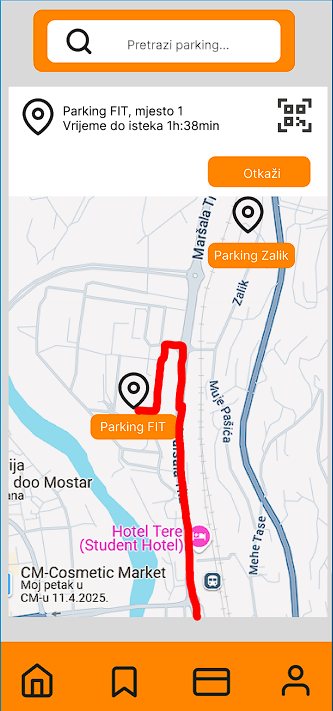 Pretrazi parking...
Parking FIT, mjesto 1
Vrijeme do isteka 1h:38min
Otkaži
Maršala Ti
Parking Zalik
Zalik
Parking FIT
Muje Pašića
ija
doo Mostar
ana
Hotel Tere
(Student Hotel)
Mehe Tase
CM-Cosmetic Market
Moj petak u
CM-u 11.4.2025.